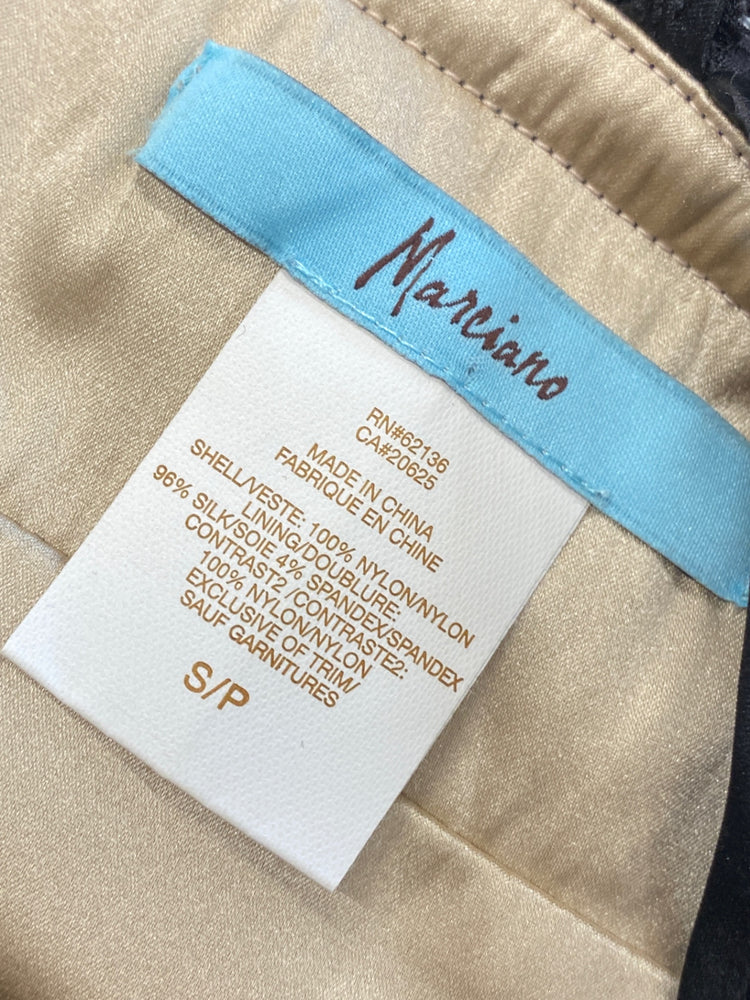 Marciano
RN#62136
CA#20625
MADE IN CHINA
FABRIQUE EN CHINE
SHELL/VESTE: 100% NYLON/NYLON
LINING/DOUBLURE:
96% SILK/SOIE 4% SPANDEX/SPANDEX
CONTRAST2 /CONTRASTE2:
100% NYLON/NYLON
EXCLUSIVE OF TRIM/
SAUF GARNITURES
S/P